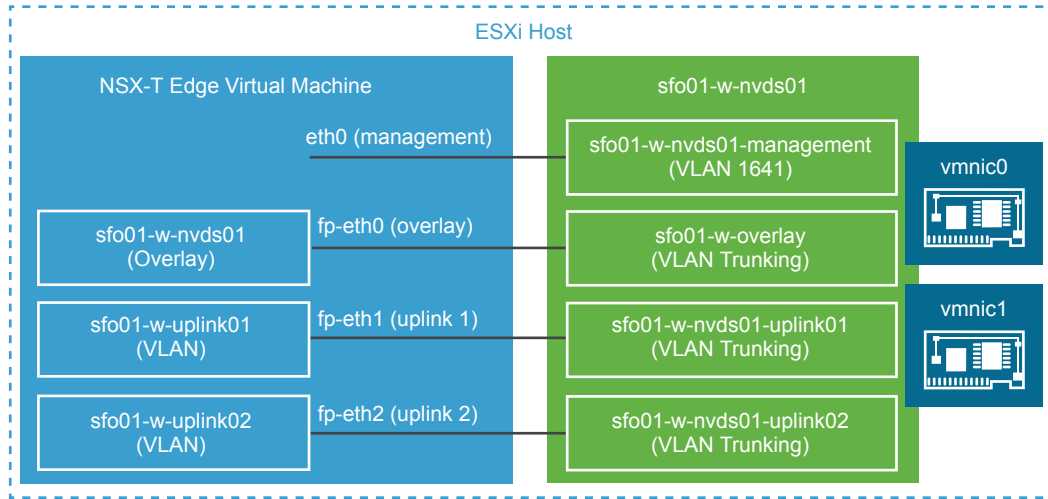 ESXi Host
NSX-T Edge Virtual Machine
sfo01-w-nvds01
eth0 (management)
sfo01-w-nvds01-management
(VLAN 1641)
vmnic0
sfo01-w-nvds01
(Overlay)
fp-eth0 (overlay)
sfo01-w-overlay
(VLAN Trunking)
sfo01-w-uplink01
(VLAN)
fp-eth1 (uplink 1)
sfo01-w-nvds01-uplink01
(VLAN Trunking)
vmnic1
sfo01-w-uplink02
(VLAN)
fp-eth2 (uplink 2)
sfo01-w-nvds01-uplink02
(VLAN Trunking)